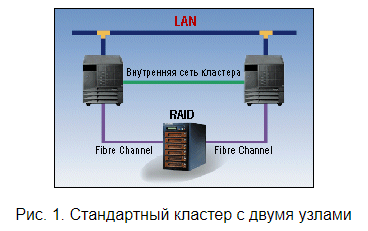 LAN
Внутренняя сеть кластера
RAID
Fibre Channel
Fibre Channel
Рис. 1. Стандартный кластер с двумя узлами